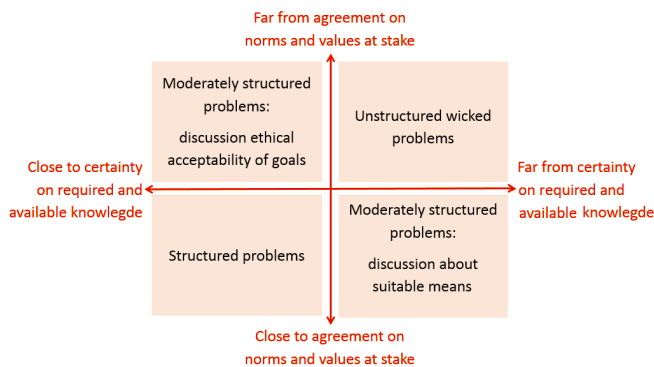 Far from agreement on
norms and values at stake
Moderately structured
problems:
discussion ethical
acceptability of goals
Unstructured wicked
problems
Close to certainty
on required and
available knowlegde
Far from certainty
on required and
available knowlegde
Structured problems
Moderately structured
problems:
discussion about
suitable means
Close to agreement on
norms and values at stake